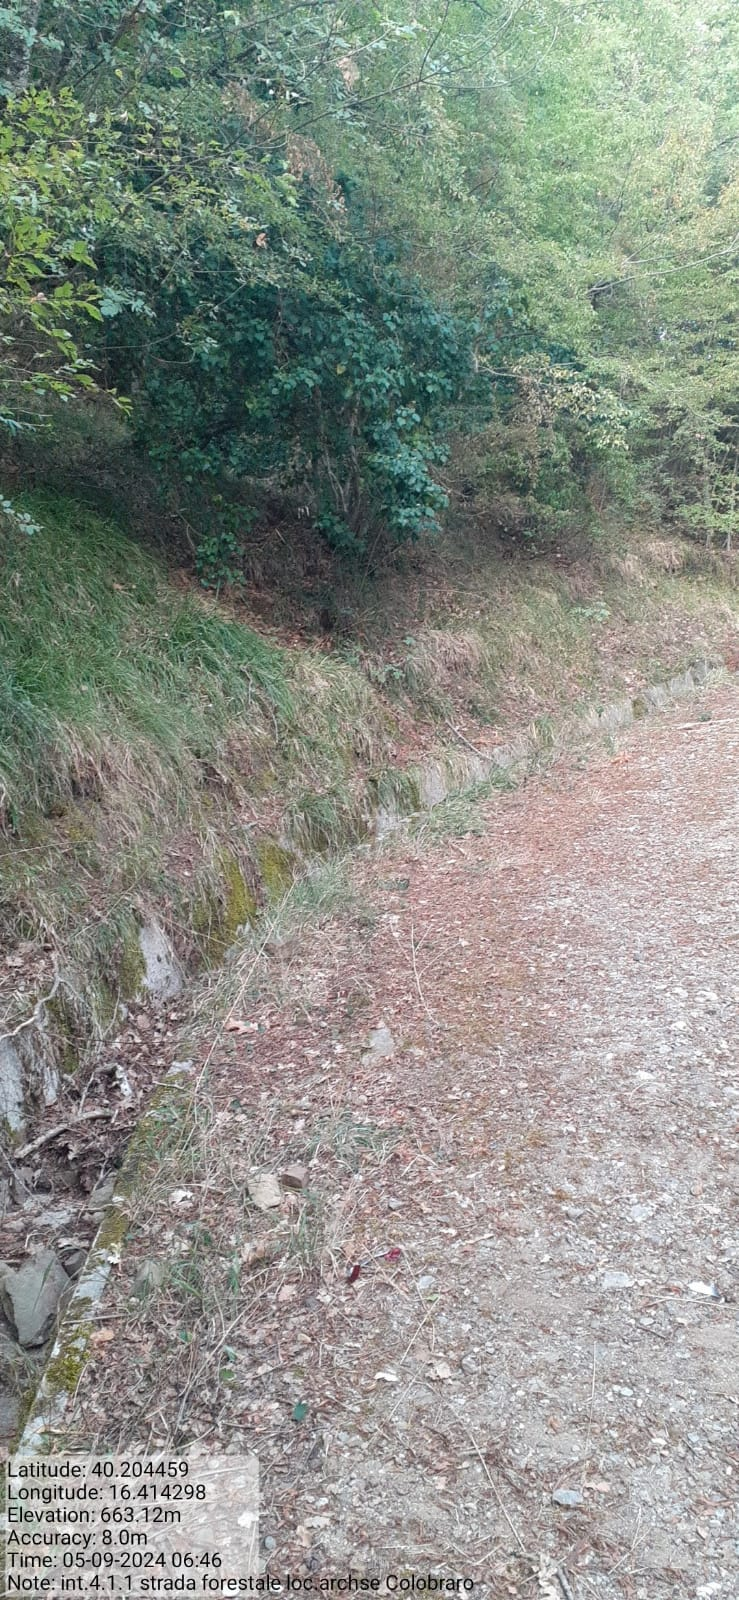 Latitude: 40.204459
Longitude: 16.414298
Elevation: 663.12m
Accuracy: 8.0m
Time: 05-09-2024 06:46
Note: int.4.1.1 strada forestale loc.archse Colobraro